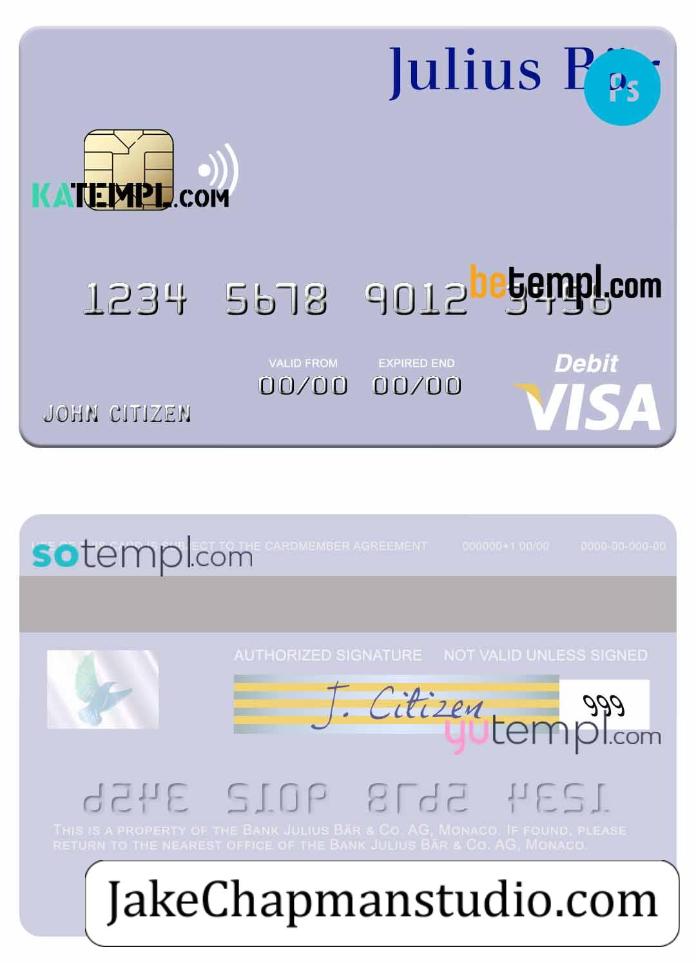 Julius Bär
Ps
KATEMPL.COM
betempl.com
1234 5678 9012 3456
VALID FROM EXPIRED END
00/00 00/00
Debit
VISA
JOHN CITIZEN
sotempl.com
IS SUBJECT TO THE CARDMEMBER AGREEMENT 000000+1 00/00 0000-00-000-00
AUTHORIZED SIGNATURE NOT VALID UNLESS SIGNED
J. Citizen
999
yutempl.com
THIS IS A PROPERTY OF THE BANK JULIUS BÄR & CO. AG, MONACO. IF FOUND, PLEASE
RETURN TO THE NEAREST OFFICE OF THE BANK JULIUS BÄR & CO. AG, MONACO.
JakeChapmanstudio.com